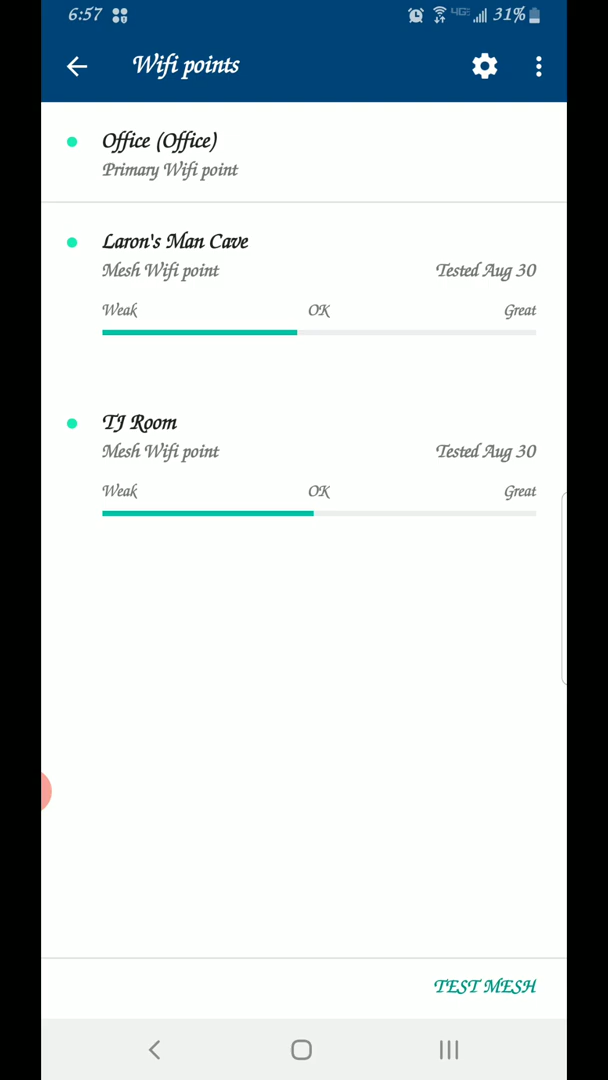 6:57 4G 31%
Wifi points
Office (Office)
Primary Wifi point
Laron's Man Cave
Mesh Wifi point Tested Aug 30
Weak OK Great
TJ Room
Mesh Wifi point Tested Aug 30
Weak OK Great
TEST MESH